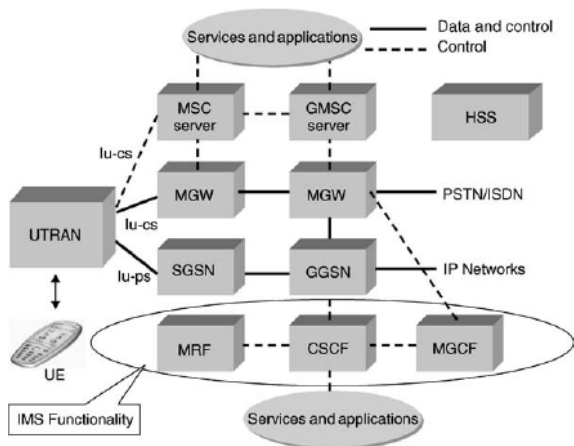 Services and applications
Data and control
Control
MSC
server
GMSC
server
HSS
Iu-cs
MGW
MGW
PSTN/ISDN
Iu-cs
UTRAN
Iu-ps
SGSN
GGSN
IP Networks
MRF
CSCF
MGCF
UE
IMS Functionality
Services and applications